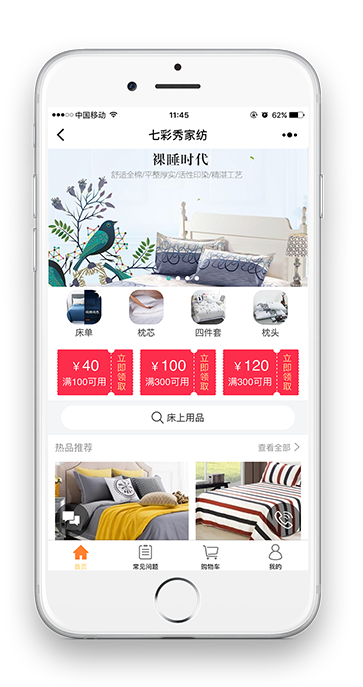 中国移动 11:45 62%
七彩秀家纺
裸睡时代
舒适全棉/平整厚实/活性印染/精湛工艺
床单 枕芯 四件套 枕头
¥40 满100可用 立即领取
¥100 满300可用 立即领取
¥120 满300可用 立即领取
床上用品
热品推荐 查看全部
首页 常见问题 购物车 我的